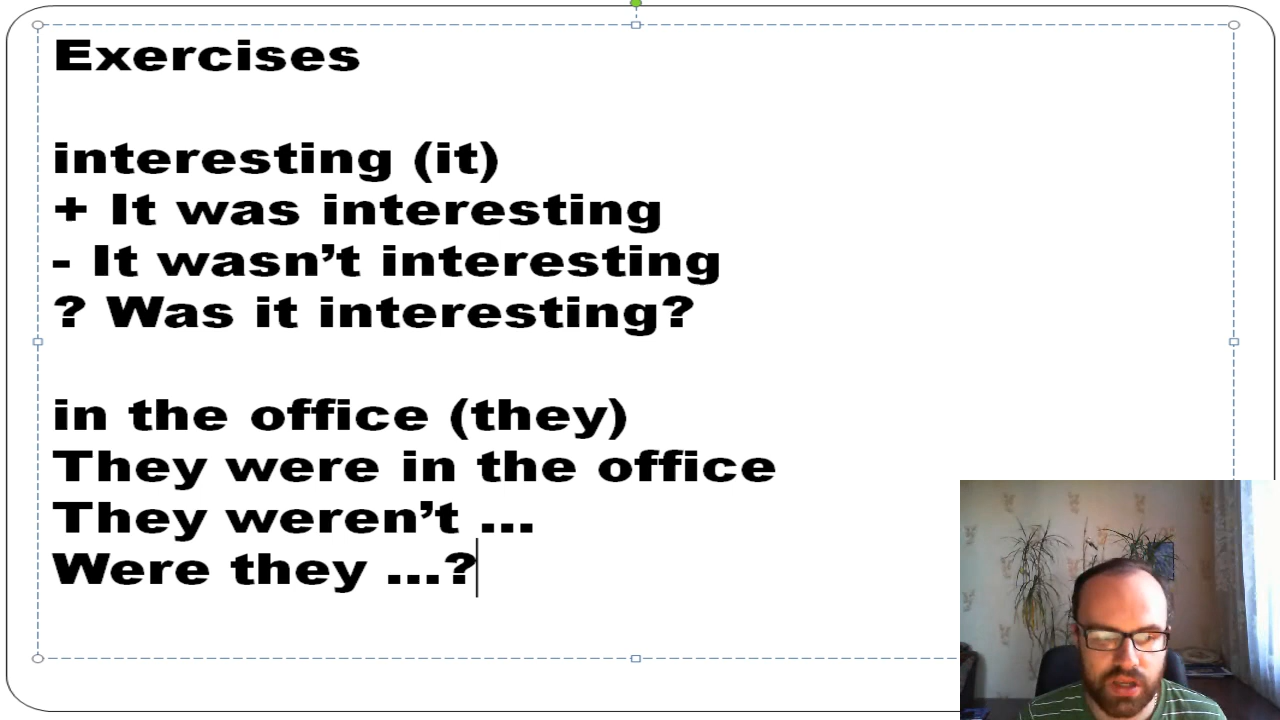 Exercises
interesting (it)
+ It was interesting
- It wasn’t interesting
? Was it interesting?
in the office (they)
They were in the office
They weren’t ...
Were they ...?